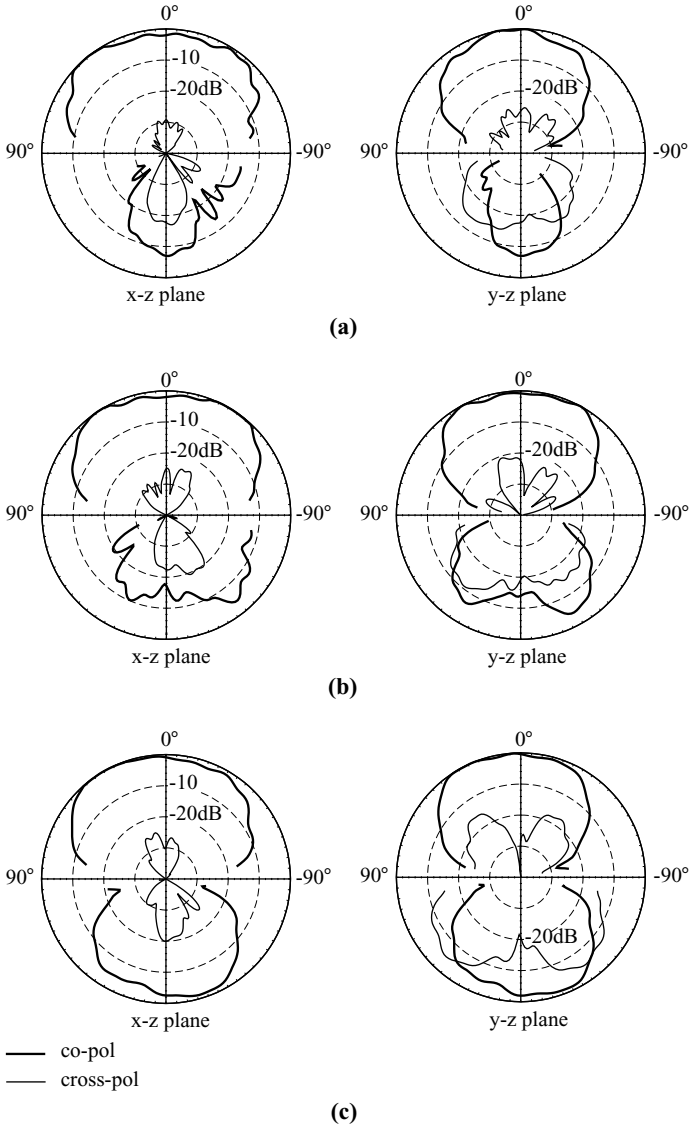 0° 0°
-10
-20dB -20dB
90° -90° 90° -90°
x-z plane y-z plane
(a)
0° 0°
-10
-20dB -20dB
90° -90° 90° -90°
x-z plane y-z plane
(b)
0° 0°
-10
-20dB
90° -90° 90° -90°
-20dB
x-z plane y-z plane
co-pol
cross-pol
(c)